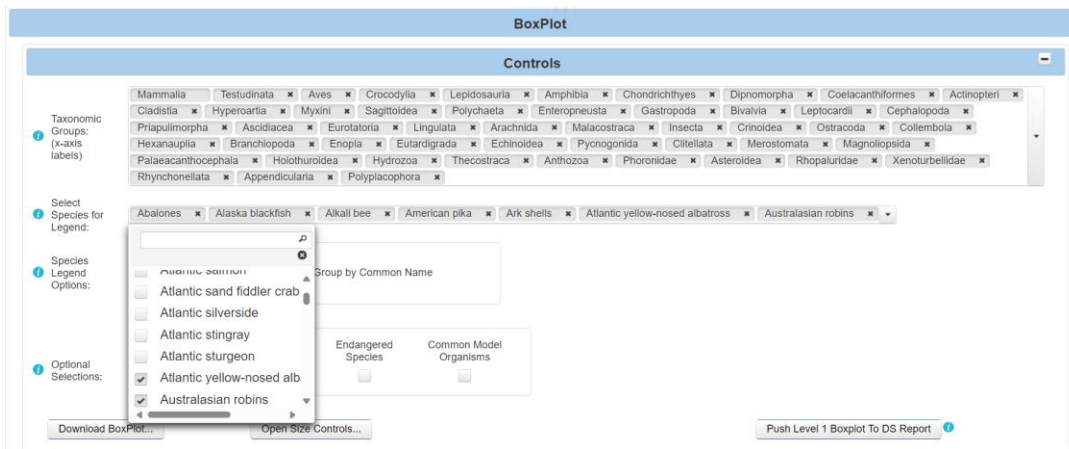 BoxPlot
Controls
Taxonomic
Groups:
(x-axis
labels)
Mammalia Testudinata Aves Crocodylia Lepidosauria Amphibia Chondrichthyes Dipnomorpha Coelacanthiformes Actinopteri
Cladistia Hyperoartia Myxini Sagittoidea Polychaeta Enteropneusta Gastropoda Bivalvia Leptocardii Cephalopoda
Priapulimorpha Ascidiacea Eurotatoria Lingulata Arachnida Malacostraca Insecta Crinoidea Ostracoda Collembola
Hexanauplia Branchiopoda Enopla Eutardigrada Echinoidea Pycnogonida Clitellata Merostomata Magnoliopsida
Palaeacanthocephala Holothuroidea Hydrozoa Thecostraca Anthozoa Phoronidae Asteroidea Rhopaluridae Xenoturbellidae
Rhynchonellata Appendicularia Polyplacophora
Select
Species for
Legend:
Abalones Alaska blackfish Alkali bee American pika Ark shells Atlantic yellow-nosed albatross Australasian robins
Species
Legend
Options:
Group by Common Name
Atlantic salmon
Atlantic sand fiddler crab
Atlantic silverside
Atlantic stingray
Atlantic sturgeon
Atlantic yellow-nosed alb
Australasian robins
Optional
Selections:
Endangered
Species
Common Model
Organisms
Download BoxPlot... Open Size Controls... Push Level 1 Boxplot To DS Report